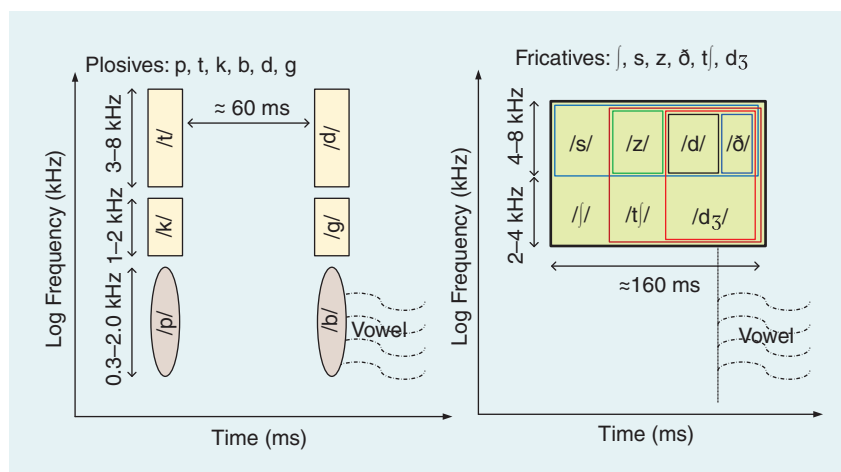 Plosives: p, t, k, b, d, g
Log Frequency (kHz)
3–8 kHz
1–2 kHz
0.3–2.0 kHz
/t/
≈ 60 ms
/d/
/k/
/g/
/p/
/b/
Vowel
Time (ms)
Fricatives: ʃ, s, z, ð, tʃ, dʒ
Log Frequency (kHz)
4–8 kHz
2–4 kHz
/s/ /z/ /d/ /ð/
/ʃ/ /tʃ/ /dʒ/
≈160 ms
Vowel
Time (ms)